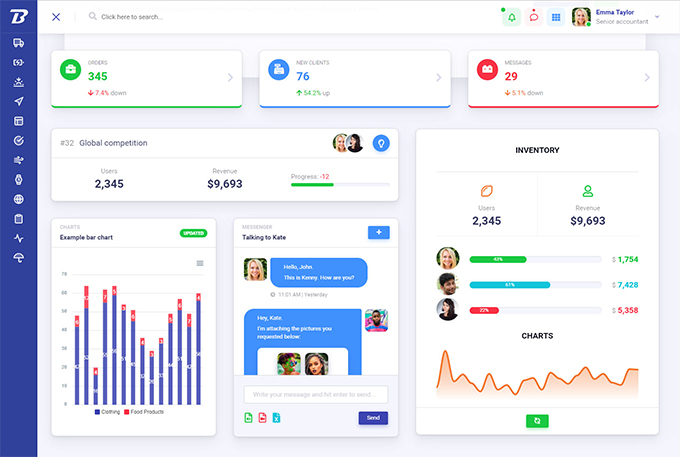 B
Click here to search...
Emma Taylor
Senior accountant
ORDERS
345
7.4% down
NEW CLIENTS
76
54.2% up
MESSAGES
29
5.1% down
#32 Global competition
Users
2,345
Revenue
$9,693
Progress: -12
INVENTORY
Users
2,345
Revenue
$9,693
43%
$ 1,754
61%
$ 7,428
22%
$ 5,358
CHARTS
CHARTS
Example bar chart
UPDATED
70
60
50
40
30
20
10
0
Clothing
Food Products
MESSENGER
Talking to Kate
+
Hello, John.
This is Kenny. How are you?
11:01 AM | Yesterday
Hey, Kate.
I'm attaching the pictures you
requested below:
Write your message and hit enter to send...
Send